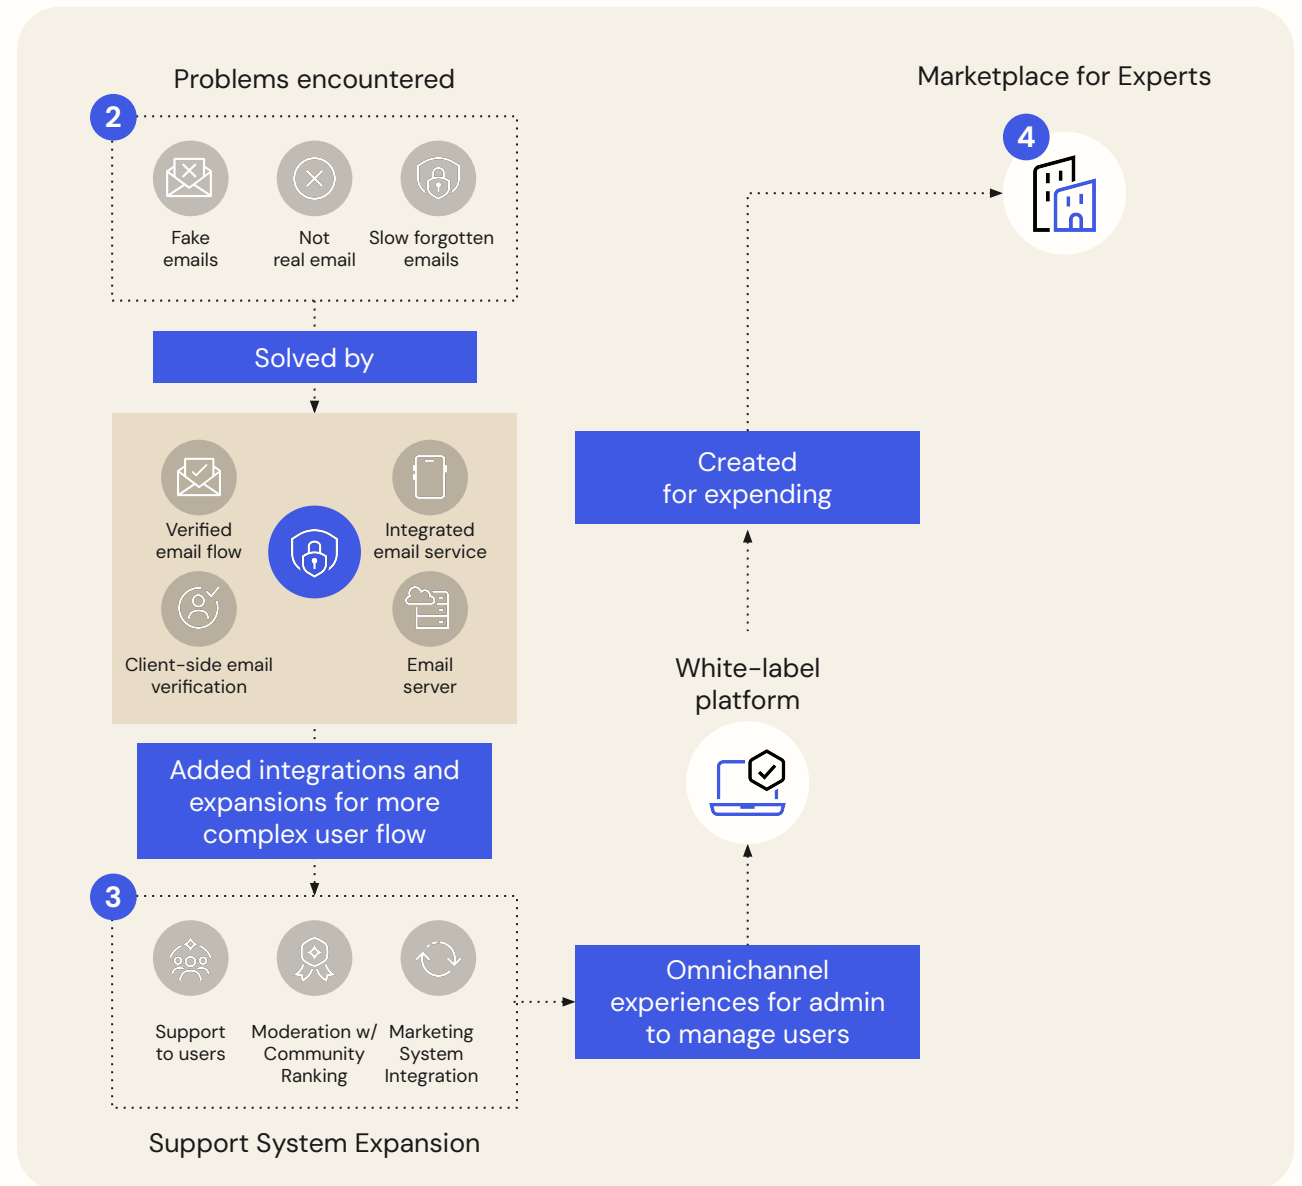 Problems encountered
2
Fake
emails
Not
real email
Slow forgotten
emails
Solved by
Verified
email flow
Integrated
email service
Client-side email
verification
Email
server
Added integrations and
expansions for more
complex user flow
3
Support
to users
Moderation w/
Community
Ranking
Marketing
System
Integration
Support System Expansion
Omnichannel
experiences for admin
to manage users
White-label
platform
Created
for expending
Marketplace for Experts
4